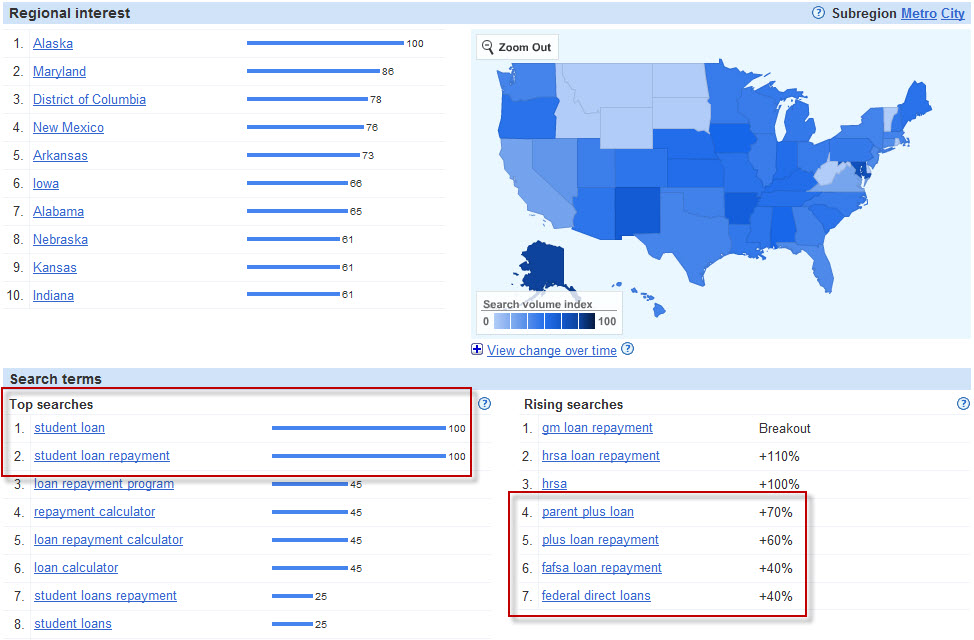 Regional interest
? Subregion Metro City
1. Alaska 100
2. Maryland 86
3. District of Columbia 78
4. New Mexico 76
5. Arkansas 73
6. Iowa 66
7. Alabama 65
8. Nebraska 61
9. Kansas 61
10. Indiana 61
Zoom Out
Search volume index
0 100
View change over time ?
Search terms
Top searches ?
1. student loan 100
2. student loan repayment 100
3. loan repayment program 45
4. repayment calculator 45
5. loan repayment calculator 45
6. loan calculator 45
7. student loans repayment 25
8. student loans 25
Rising searches ?
1. gm loan repayment Breakout
2. hrsa loan repayment +110%
3. hrsa +100%
4. parent plus loan +70%
5. plus loan repayment +60%
6. fafsa loan repayment +40%
7. federal direct loans +40%